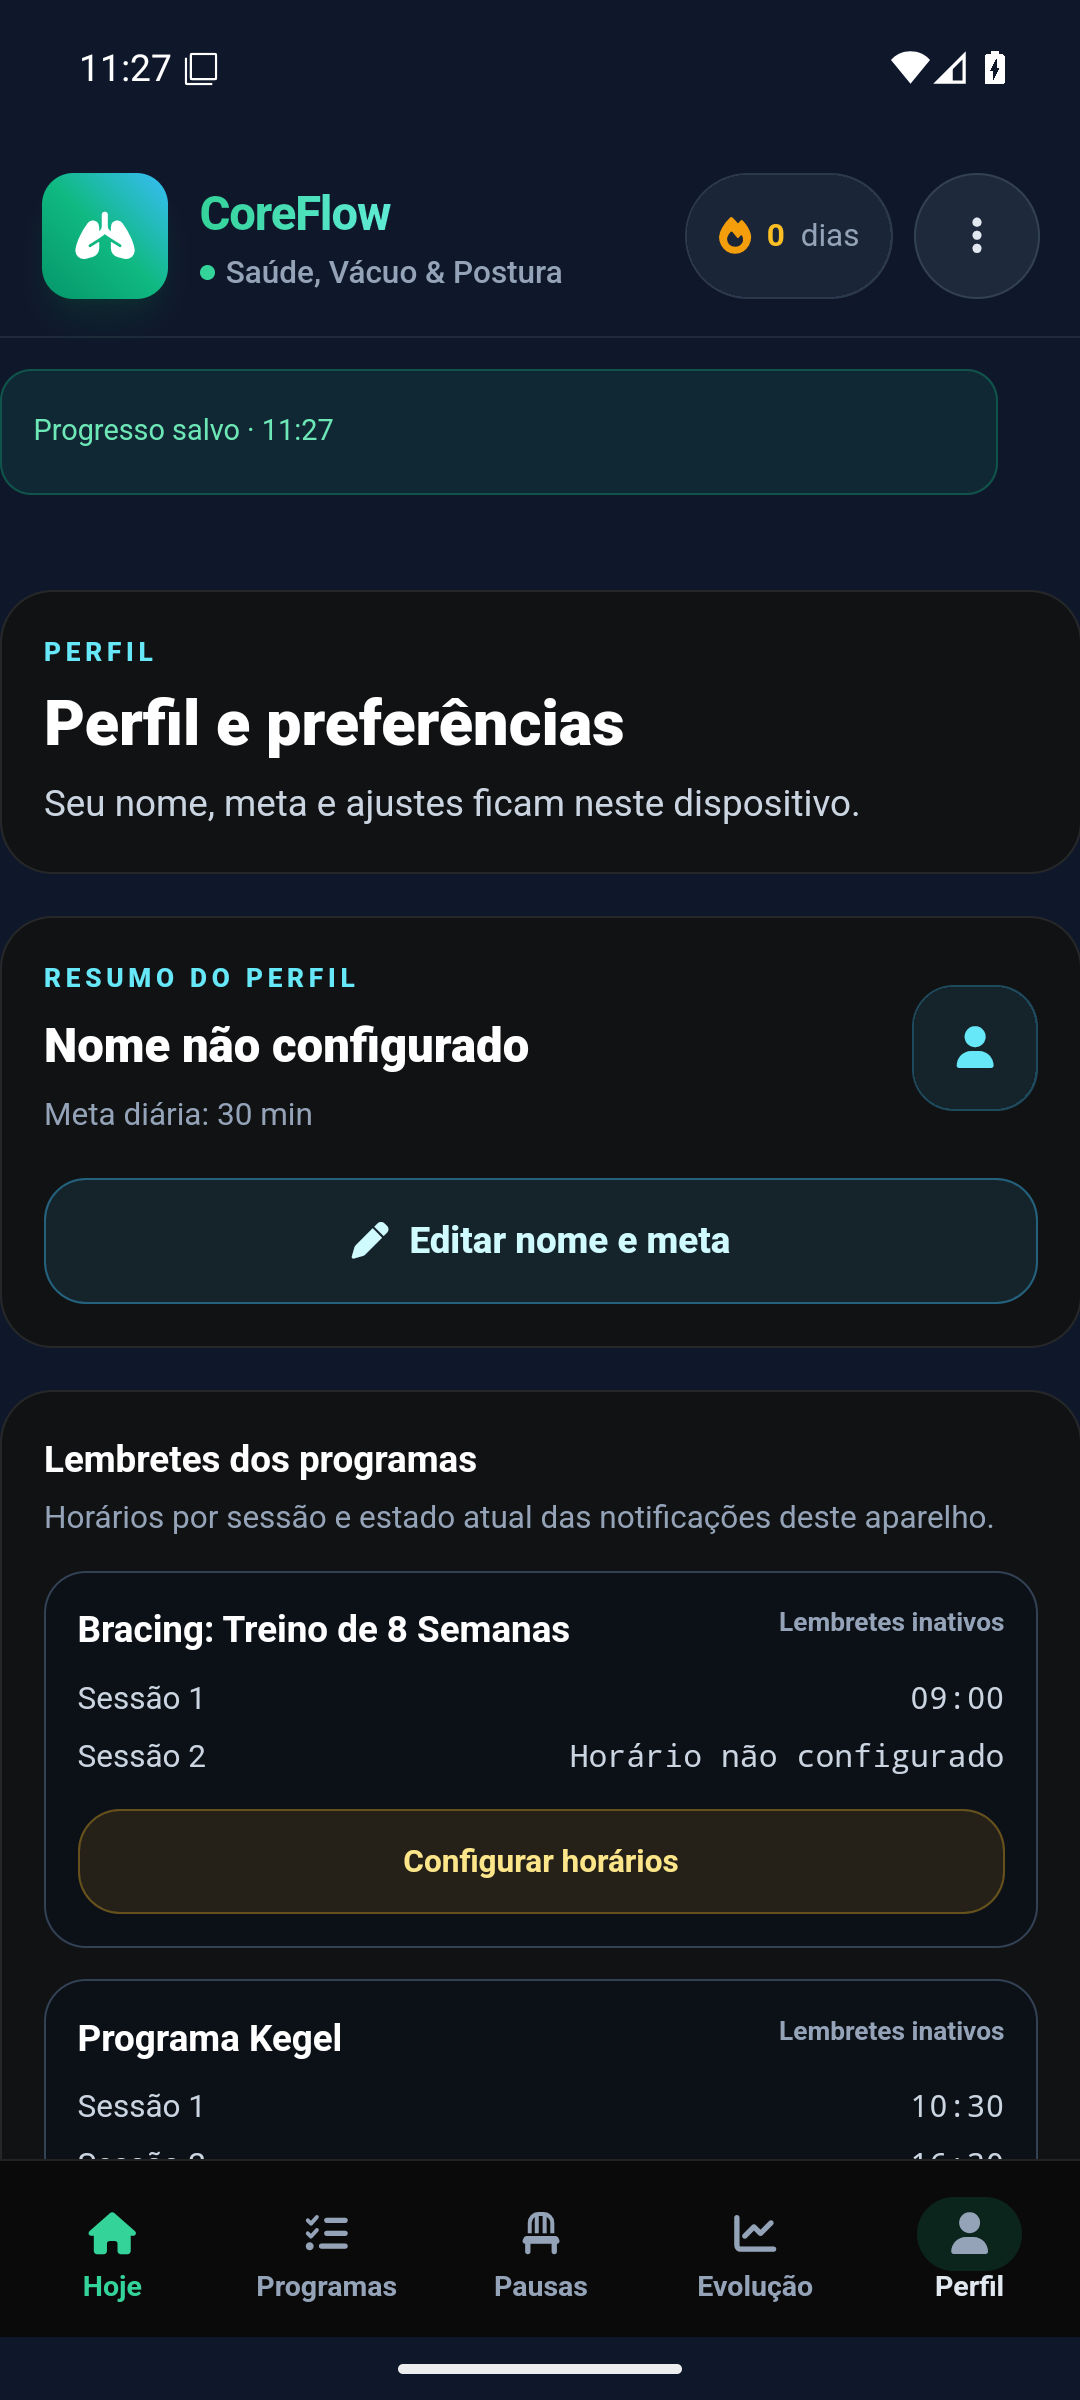 11:27
CoreFlow
Saúde, Vácuo & Postura
0 dias
Progresso salvo · 11:27
PERFIL
Perfil e preferências
Seu nome, meta e ajustes ficam neste dispositivo.
RESUMO DO PERFIL
Nome não configurado
Meta diária: 30 min
Editar nome e meta
Lembretes dos programas
Horários por sessão e estado atual das notificações deste aparelho.
Bracing: Treino de 8 Semanas
Lembretes inativos
Sessão 1 09:00
Sessão 2 Horário não configurado
Configurar horários
Programa Kegel
Lembretes inativos
Sessão 1 10:30
Hoje
Programas
Pausas
Evolução
Perfil